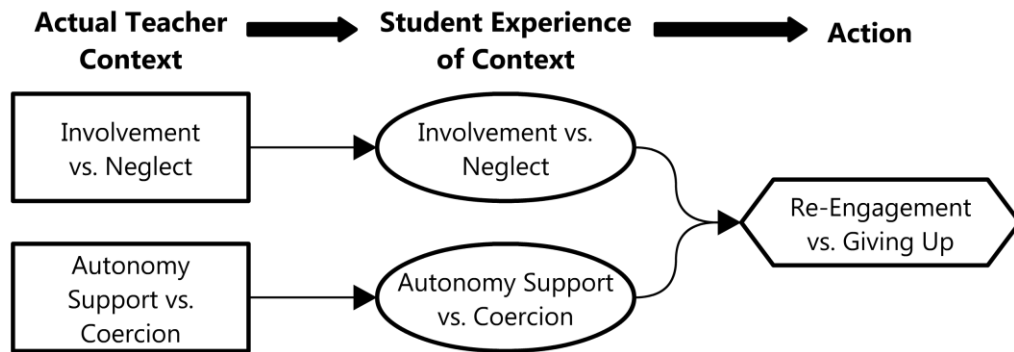 Actual Teacher
Context
Student Experience
of Context
Action
Involvement
vs. Neglect
Involvement vs.
Neglect
Re-Engagement
vs. Giving Up
Autonomy
Support vs.
Coercion
Autonomy Support
vs. Coercion